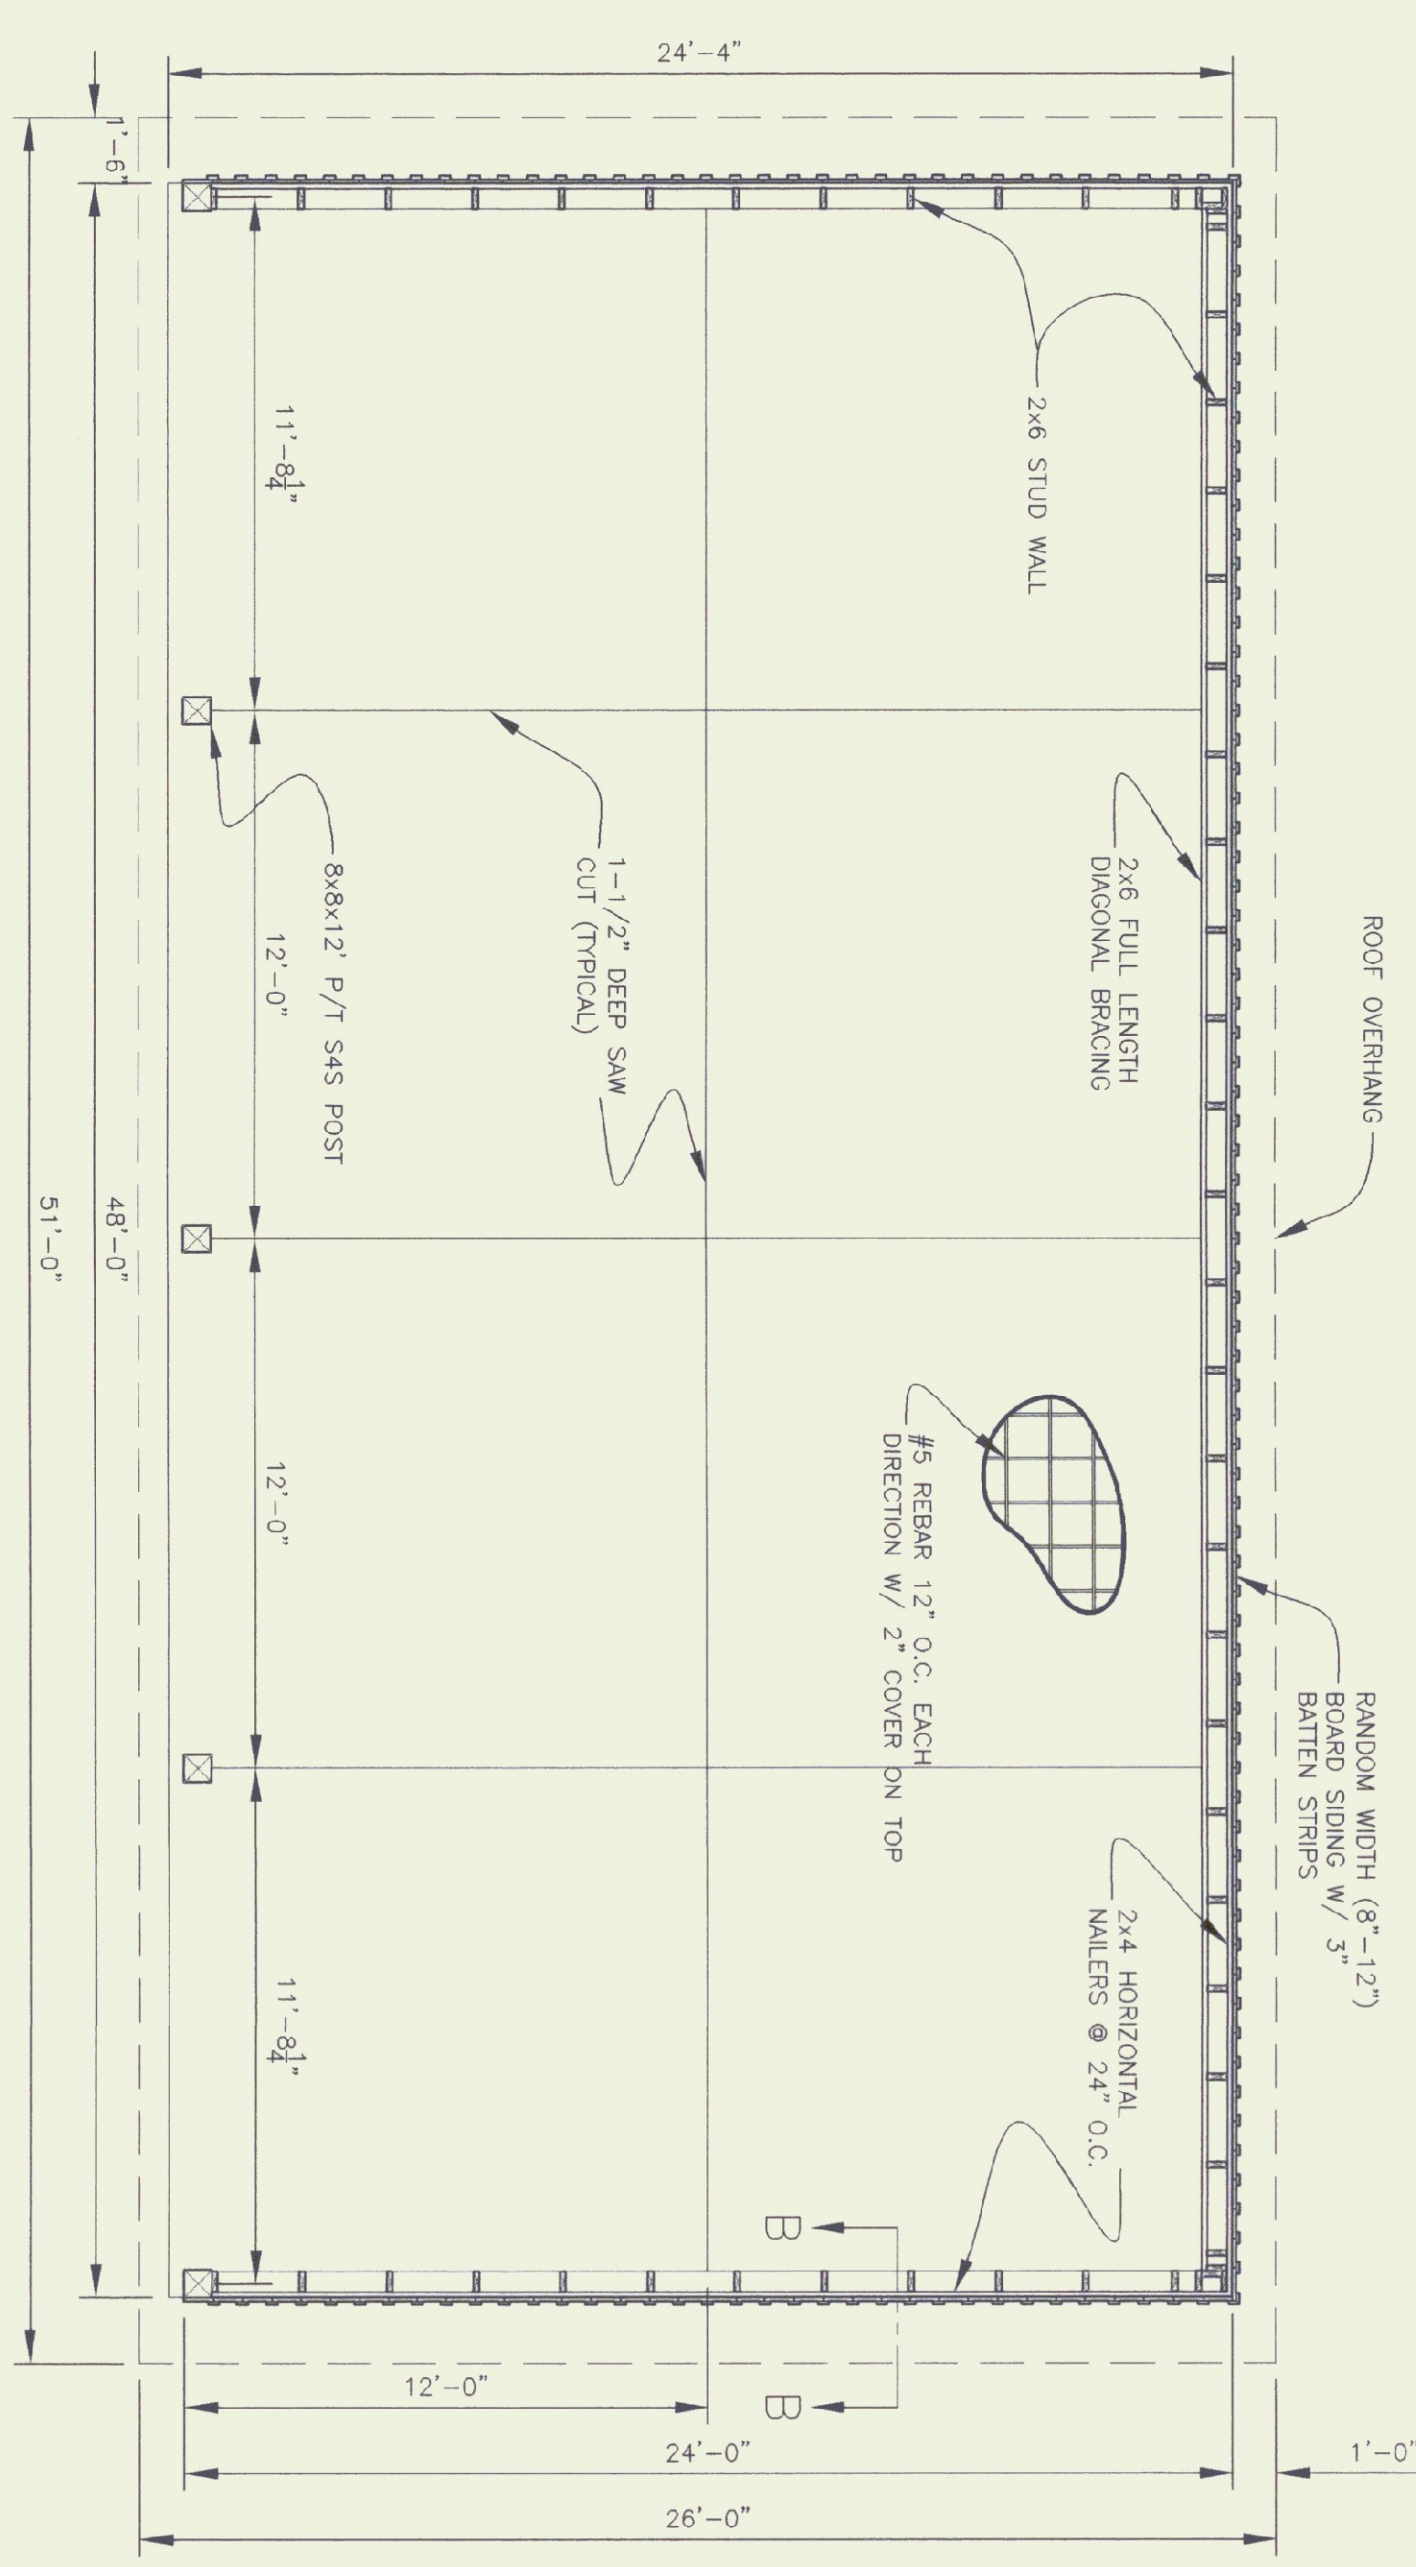 24'-4"
1'-6"
11'-8 1/4"
2x6 STUD WALL
8x8x12' P/T S4S POST
12'-0"
1-1/2" DEEP SAW
CUT (TYPICAL)
2x6 FULL LENGTH
DIAGONAL BRACING
ROOF OVERHANG
48'-0"
51'-0"
12'-0"
#5 REBAR 12" O.C. EACH
DIRECTION W/ 2" COVER ON TOP
RANDOM WIDTH (8"-12")
BOARD SIDING W/ 3"
BATTEN STRIPS
11'-8 1/4"
2x4 HORIZONTAL
NAILERS @ 24" O.C.
B
B
12'-0"
24'-0"
1'-0"
26'-0"